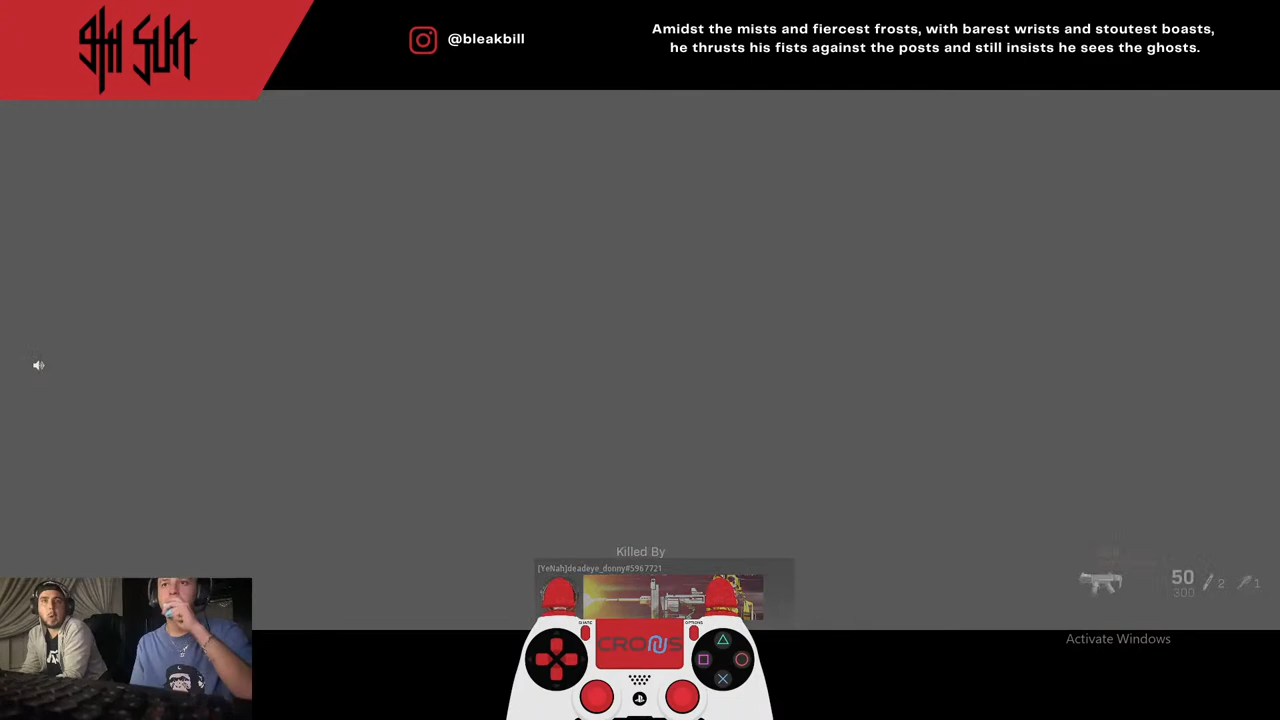 @bleakbill
Amidst the mists and fiercest frosts, with barest wrists and stoutest boasts,
he thrusts his fists against the posts and still insists he sees the ghosts.
Killed By
[YeNah]deadeye_donny#5967721
50
300
2
1
SHARE
OPTIONS
CRONUS
Activate Windows